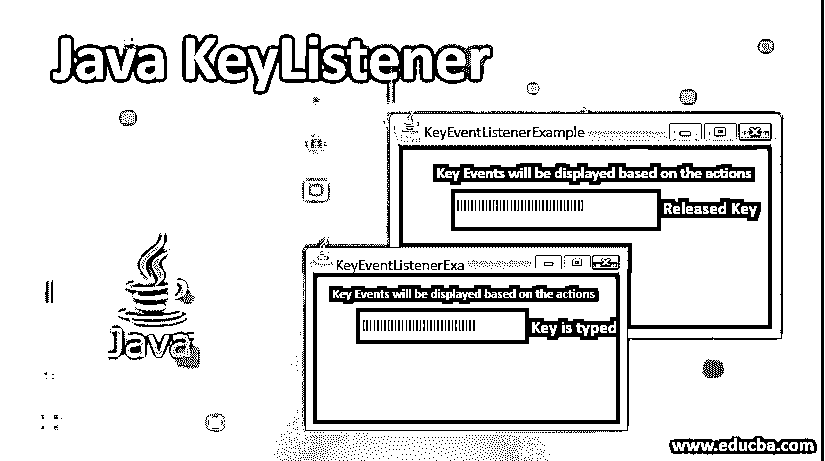 Java KeyListener
KeyEventListenerExample
Key Events will be displayed based on the actions
Released Key
KeyEventListenerExa
Key Events will be displayed based on the actions
Key is typed
Java
www.educba.com